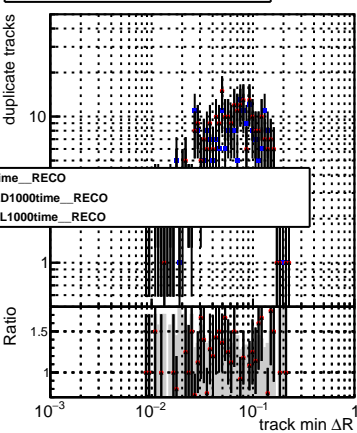 duplicate tracks
10
ime__RECO
D1000time__RECO
L1000time__RECO
1
Ratio
1.5
1
10⁻³ 10⁻² 10⁻¹ 1
track min ΔR